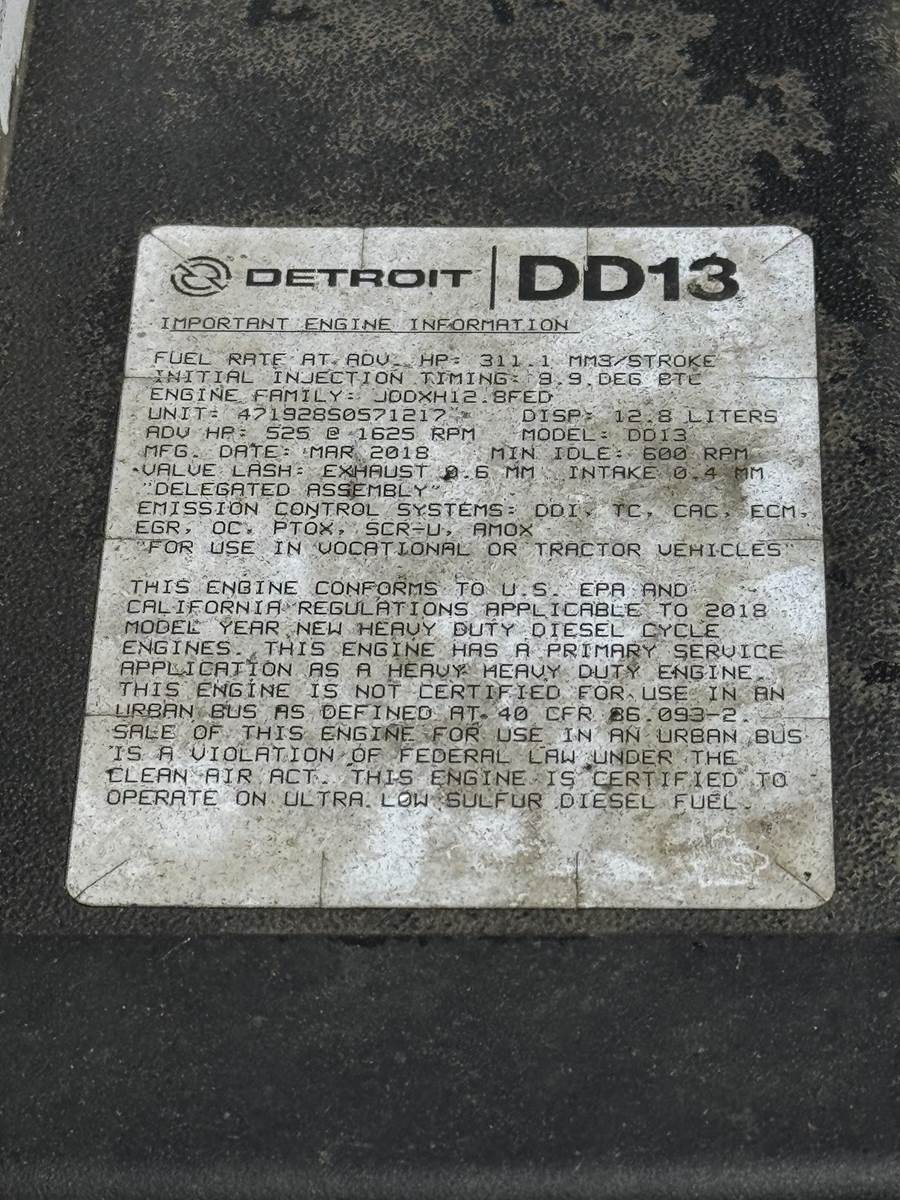 DETROIT | DD13
IMPORTANT ENGINE INFORMATION
FUEL RATE AT ADV. HP: 311.1 MM3/STROKE
INITIAL INJECTION TIMING: 9.9 DEG BTC
ENGINE FAMILY: JDDXH12.8FED
UNIT: 471928S0571217 DISP: 12.8 LITERS
ADV HP: 525 @ 1625 RPM MODEL: DD13
MFG. DATE: MAR 2018 MIN IDLE: 600 RPM
VALVE LASH: EXHAUST 0.6 MM INTAKE 0.4 MM
"DELEGATED ASSEMBLY"
EMISSION CONTROL SYSTEMS: DDI, TC, CAC, ECM,
EGR, OC, PTOX, SCR-U, AMOX
"FOR USE IN VOCATIONAL OR TRACTOR VEHICLES"
THIS ENGINE CONFORMS TO U.S. EPA AND
CALIFORNIA REGULATIONS APPLICABLE TO 2018
MODEL YEAR NEW HEAVY DUTY DIESEL CYCLE
ENGINES. THIS ENGINE HAS A PRIMARY SERVICE
APPLICATION AS A HEAVY HEAVY DUTY ENGINE.
THIS ENGINE IS NOT CERTIFIED FOR USE IN AN
URBAN BUS AS DEFINED AT 40 CFR 86.093-2.
SALE OF THIS ENGINE FOR USE IN AN URBAN BUS
IS A VIOLATION OF FEDERAL LAW UNDER THE
CLEAN AIR ACT. THIS ENGINE IS CERTIFIED TO
OPERATE ON ULTRA LOW SULFUR DIESEL FUEL.